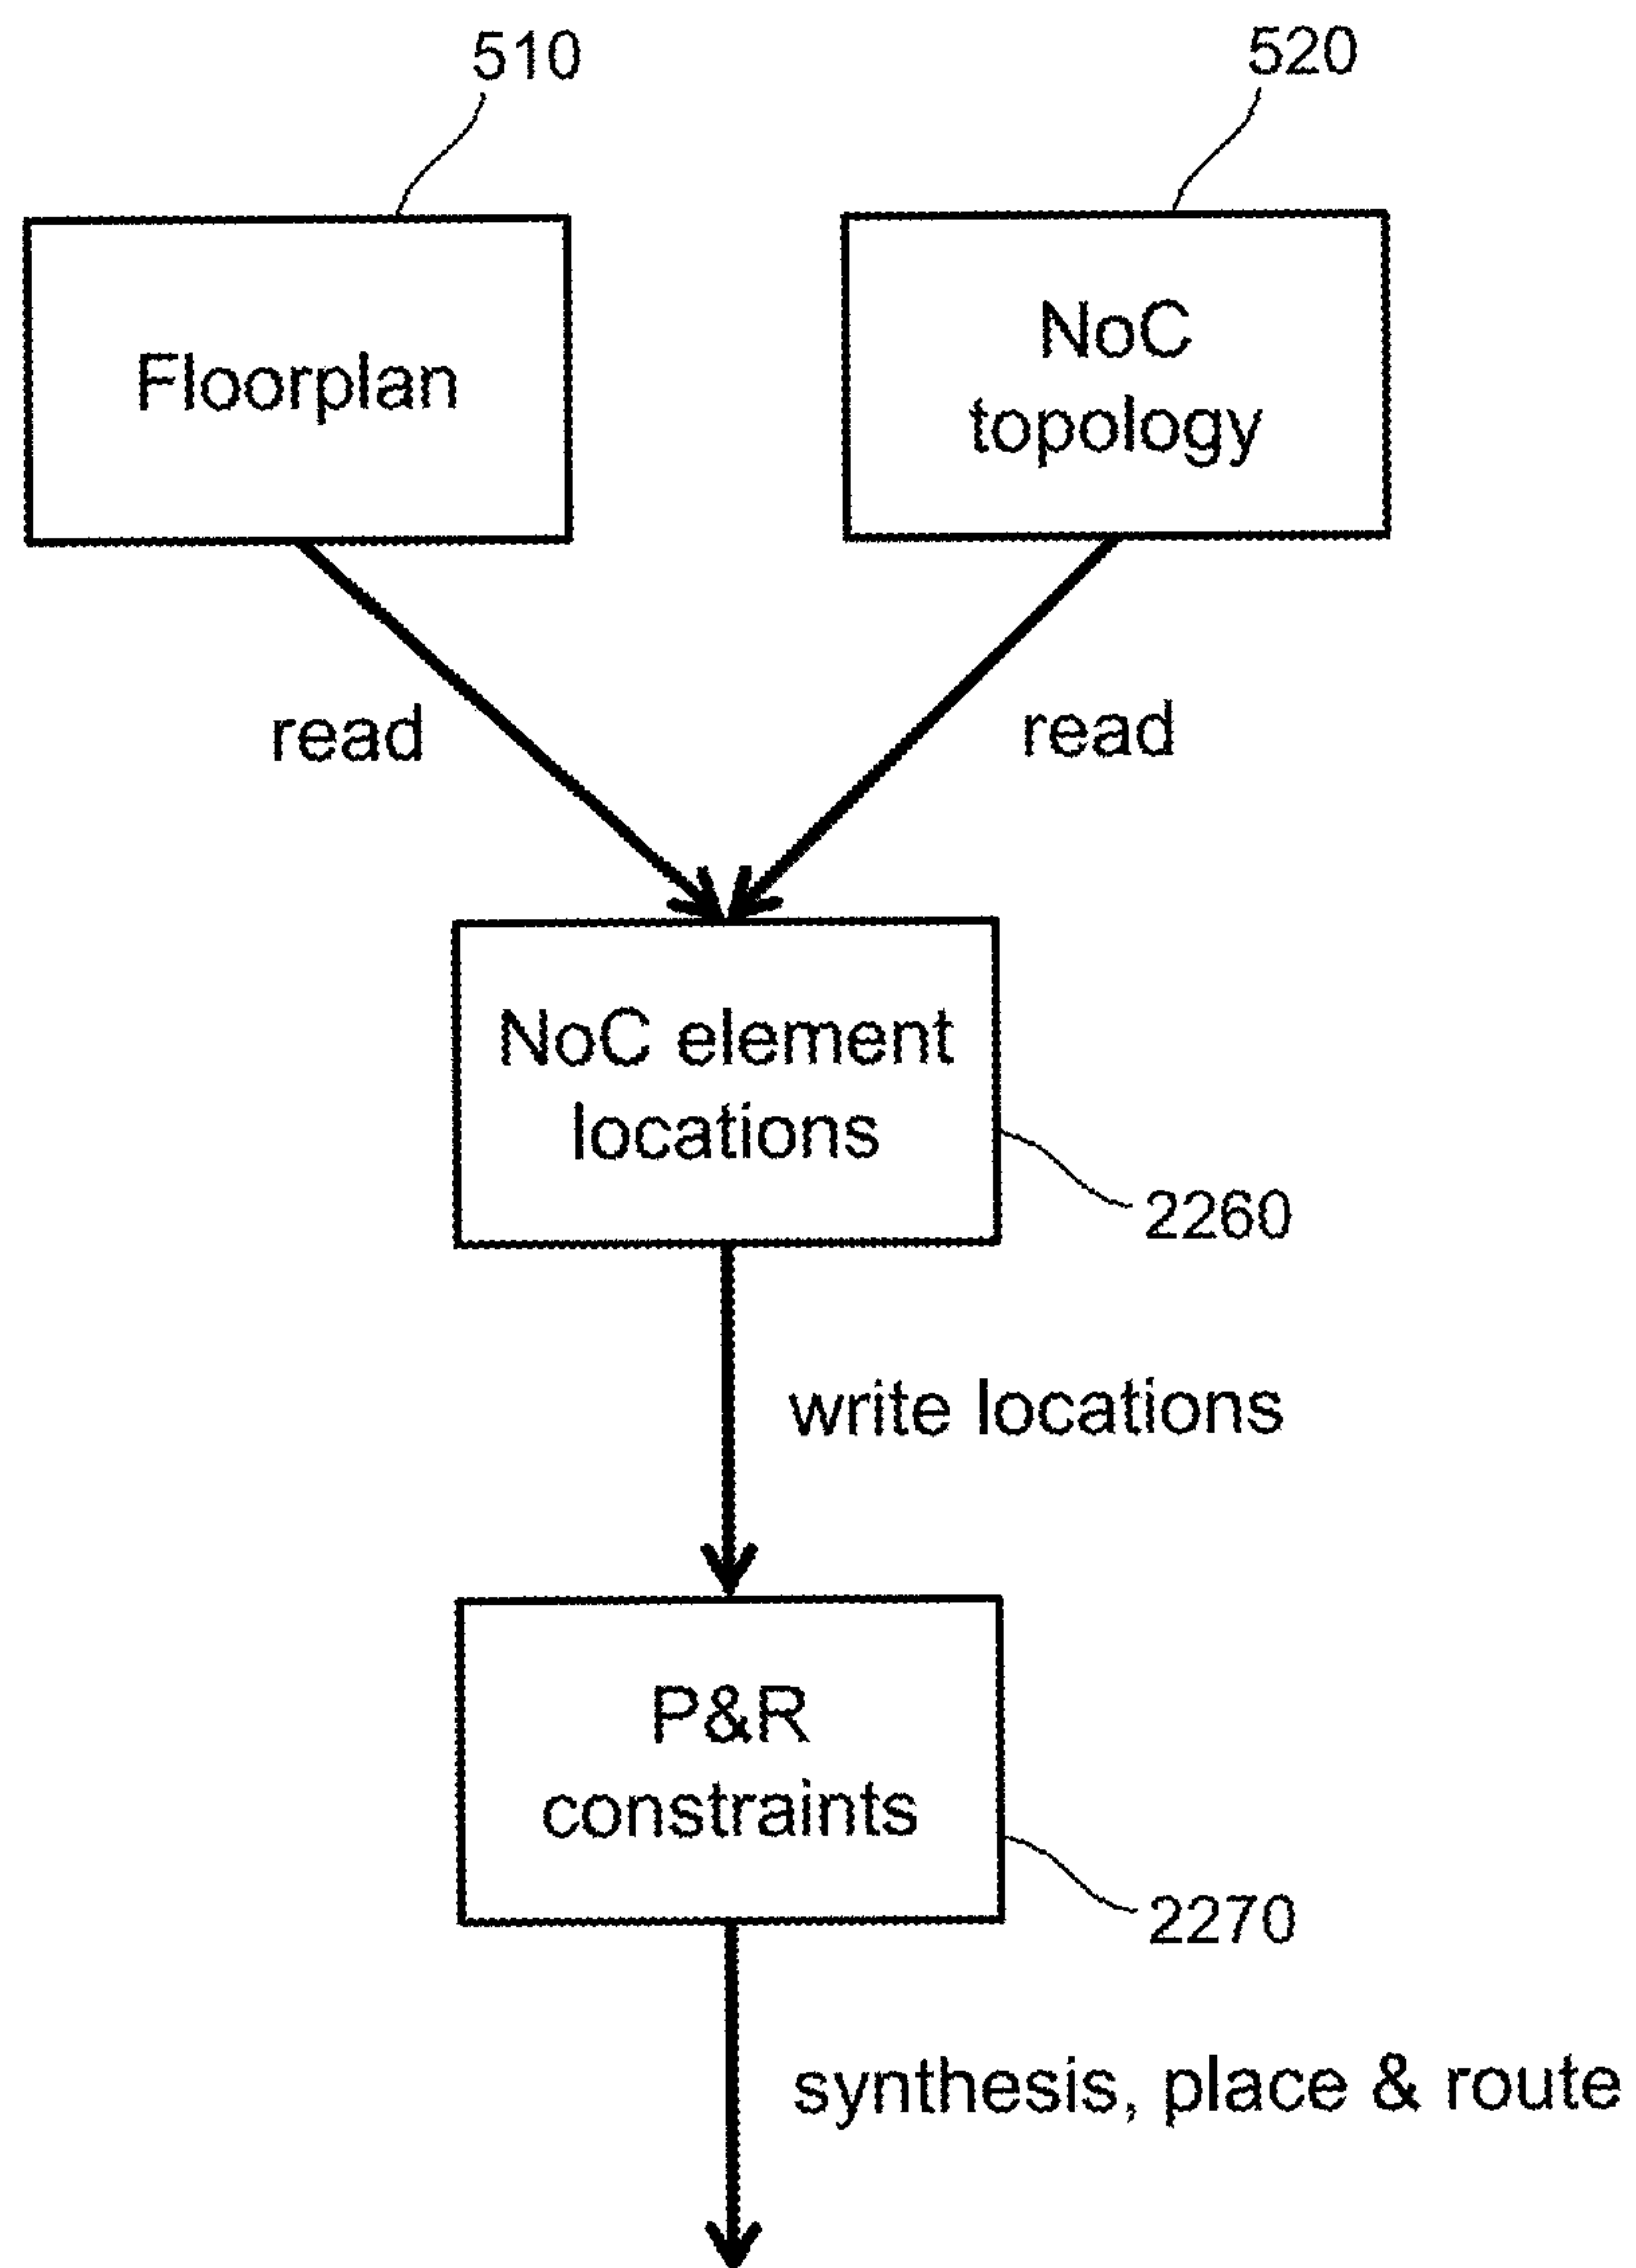 510
520
Floorplan
NoC
topology
read
read
NoC element
locations
2260
write locations
P&R
constraints
2270
synthesis, place & route